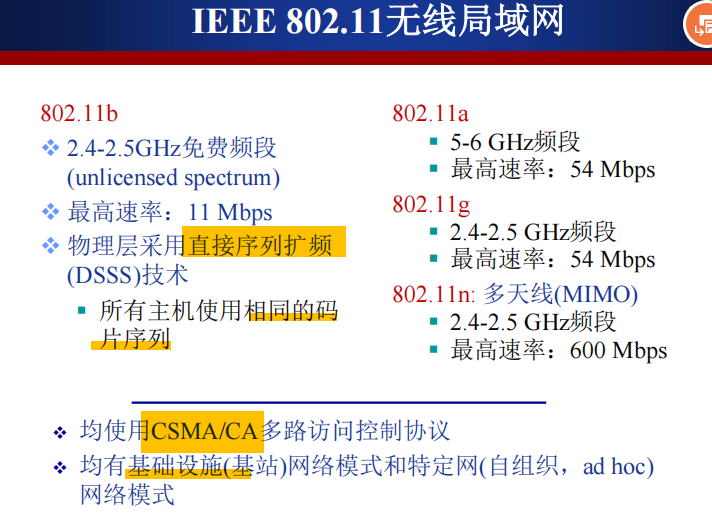 IEEE 802.11无线局域网
802.11b
2.4-2.5GHz免费频段
(unlicensed spectrum)
最高速率：11 Mbps
物理层采用直接序列扩频
(DSSS)技术
所有主机使用相同的码
片序列
802.11a
5-6 GHz频段
最高速率：54 Mbps
802.11g
2.4-2.5 GHz频段
最高速率：54 Mbps
802.11n: 多天线(MIMO)
2.4-2.5 GHz频段
最高速率：600 Mbps
均使用CSMA/CA多路访问控制协议
均有基础设施(基站)网络模式和特定网(自组织，ad hoc)
网络模式